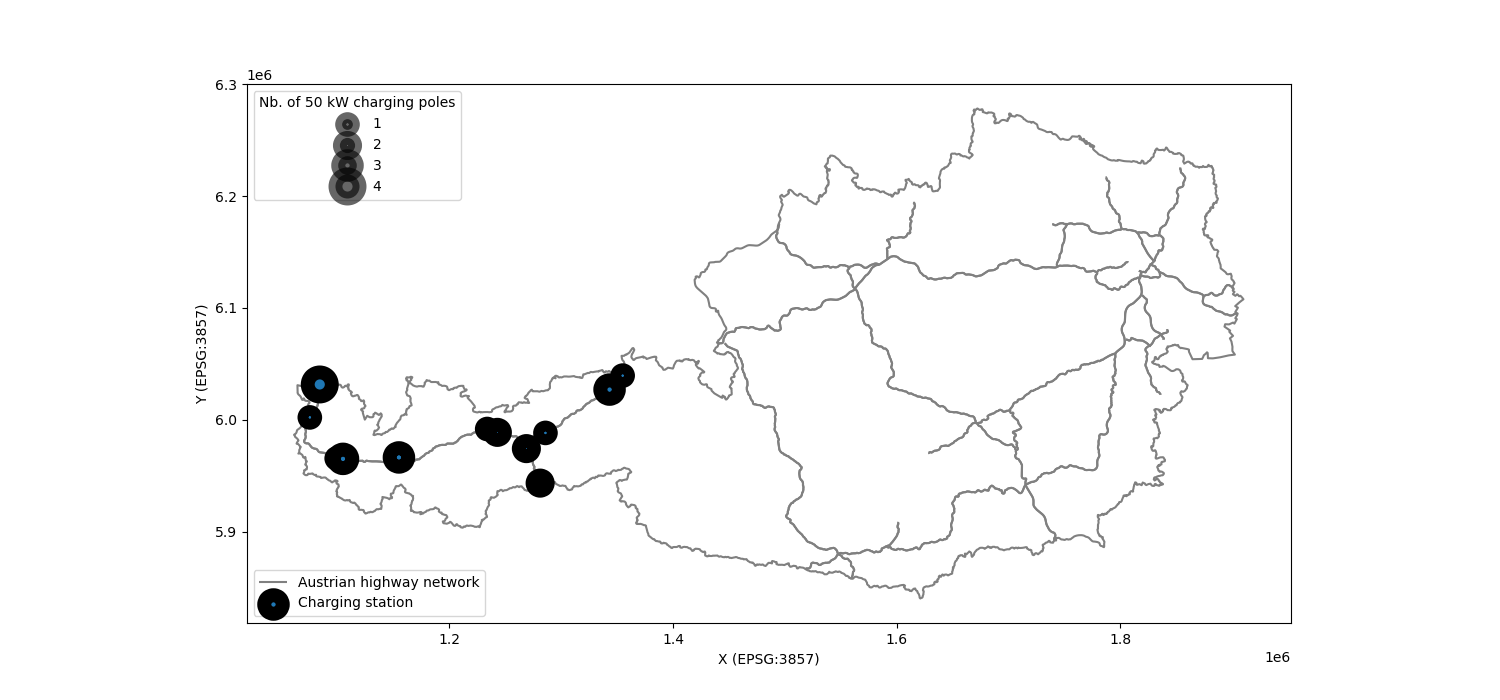 1e6
6.3
Nb. of 50 kW charging poles
1
2
3
4
6.2
6.1
Y (EPSG:3857)
6.0
5.9
Austrian highway network
Charging station
1.2
1.4
1.6
1.8
X (EPSG:3857)
1e6